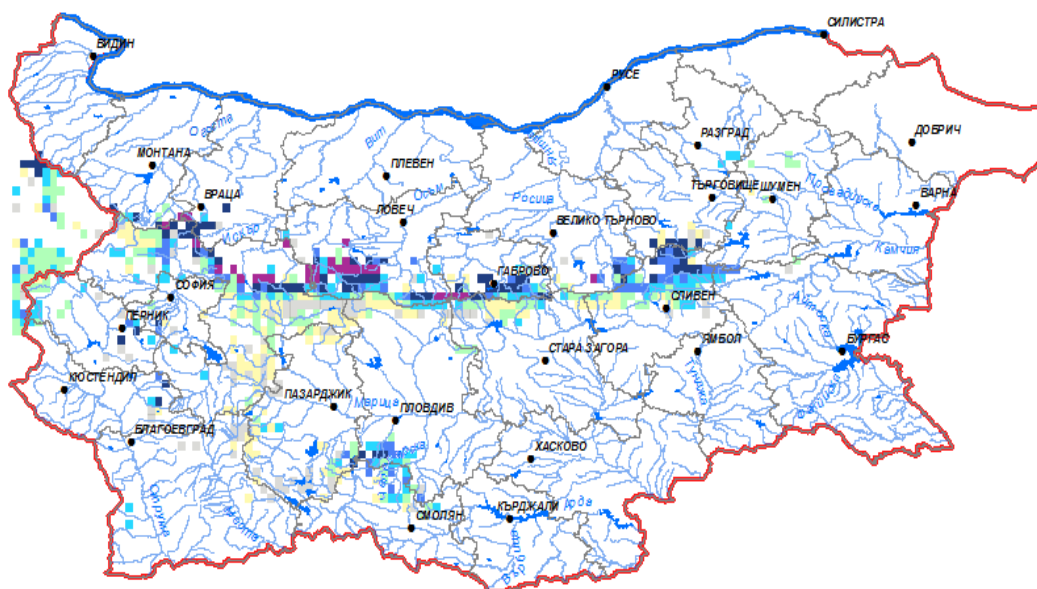 СИЛИСТРА
ВИДИН
РУСЕ
Огоста
Вит
РАЗГРАД
ДОБРИЧ
МОНТАНА
ПЛЕВЕН
Осъм
ВРАЦА
Росица
ТЪРГОВИЩЕ
ШУМЕН
ВАРНА
ЛОВЕЧ
ВЕЛИКО ТЪРНОВО
Искър
Камчия
ГАБРОВО
СОФИЯ
СЛИВЕН
ПЕРНИК
ЯМБОЛ
БУРГАС
СТАРА ЗАГОРА
Тунджа
КЮСТЕНДИЛ
ПАЗАРДЖИК
Марица
ПЛОВДИВ
БЛАГОЕВГРАД
ХАСКОВО
Струма
Места
СМОЛЯН
КЪРДЖАЛИ